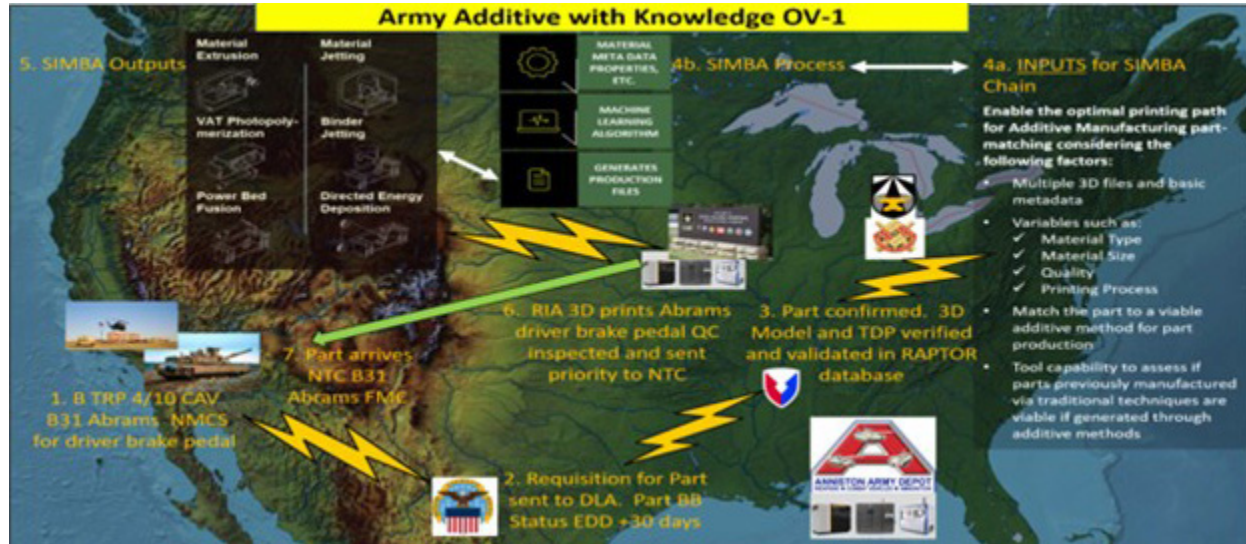 Army Additive with Knowledge OV-1
5. SIMBA Outputs
Material
Extrusion
Material
Jetting
VAT Photopoly-
merization
Binder
Jetting
Power Bed
Fusion
Directed Energy
Deposition
MATERIAL
META DATA
PROPERTIES,
ETC.
MACHINE
LEARNING
ALGORITHM
GENERATES
PRODUCTION
FILES
4b. SIMBA Process
4a. INPUTS for SIMBA
Chain
Enable the optimal printing path
for Additive Manufacturing part-
matching considering the
following factors:
• Multiple 3D files and basic
metadata
• Variables such as:
✓ Material Type
✓ Material Size
✓ Quality
✓ Printing Process
• Match the part to a viable
additive method for part
production
• Tool capability to assess if
parts previously manufactured
via traditional techniques are
viable if generated through
additive methods
1. B TRP 4/10 CAV
B31 Abrams NMCS
for driver brake pedal
7. Part arrives
NTC B31
Abrams FMC
6. RIA 3D prints Abrams
driver brake pedal QC
inspected and sent
priority to NTC
3. Part confirmed. 3D
Model and TDP verified
and validated in RAPTOR
database
2. Requisition for Part
sent to DLA. Part BB
Status EDD +30 days
ANNISTON ARMY DEPOT